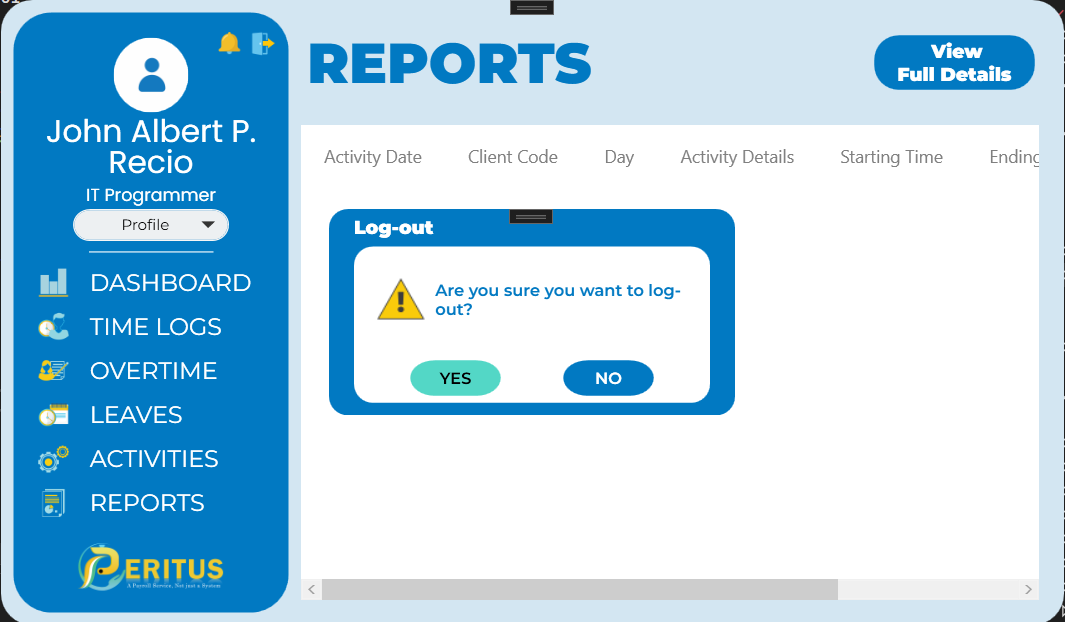 John Albert P.
Recio
IT Programmer
Profile
DASHBOARD
TIME LOGS
OVERTIME
LEAVES
ACTIVITIES
REPORTS
PERITUS
A Payroll Service, Not just a System
REPORTS
View
Full Details
Activity Date Client Code Day Activity Details Starting Time Ending
Log-out
Are you sure you want to log-
out?
YES NO